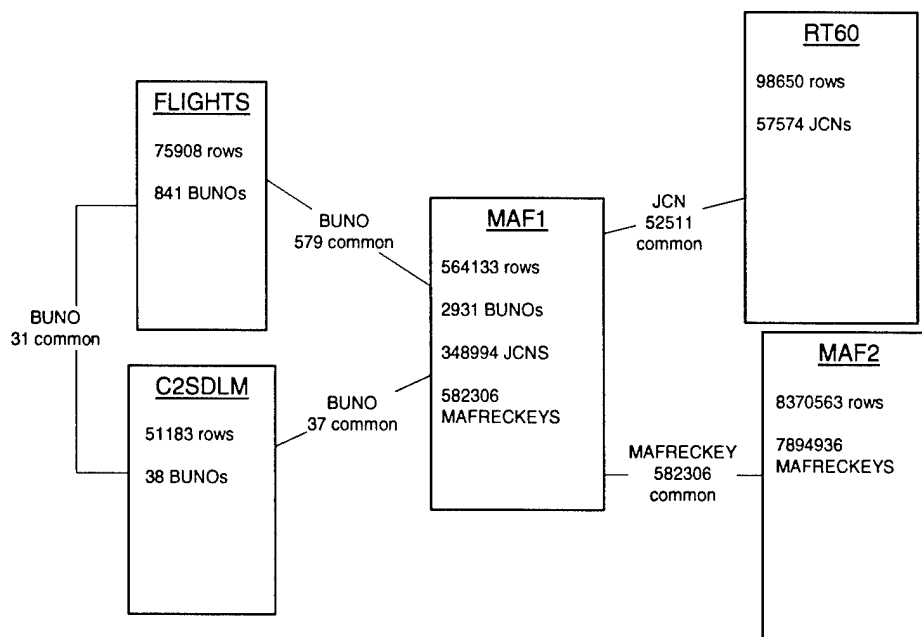 FLIGHTS
75908 rows
841 BUNOs
BUNO
31 common
C2SDLM
51183 rows
38 BUNOs
BUNO
579 common
BUNO
37 common
MAF1
564133 rows
2931 BUNOs
348994 JCNS
582306
MAFRECKEYS
JCN
52511
common
MAFRECKEY
582306
common
RT60
98650 rows
57574 JCNs
MAF2
8370563 rows
7894936
MAFRECKEYS